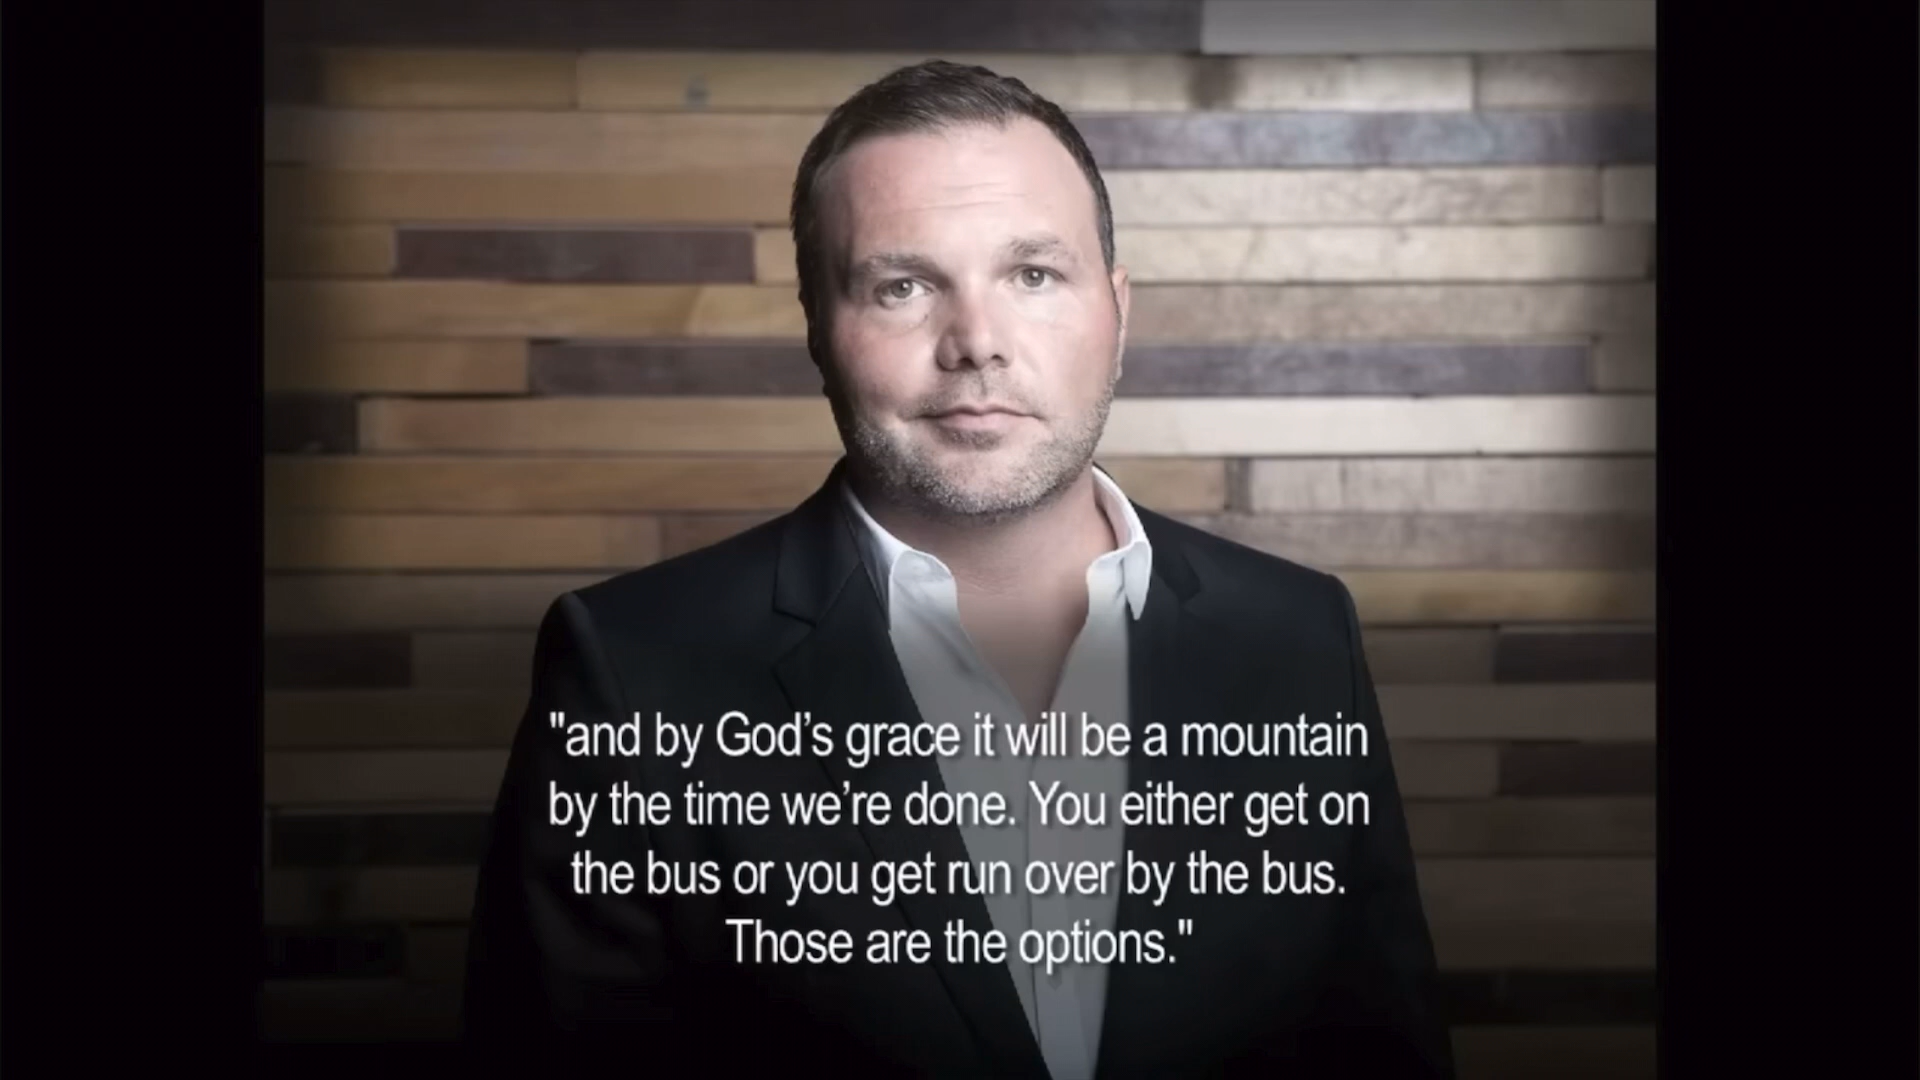 "and by God’s grace it will be a mountain
by the time we’re done. You either get on
the bus or you get run over by the bus.
Those are the options."